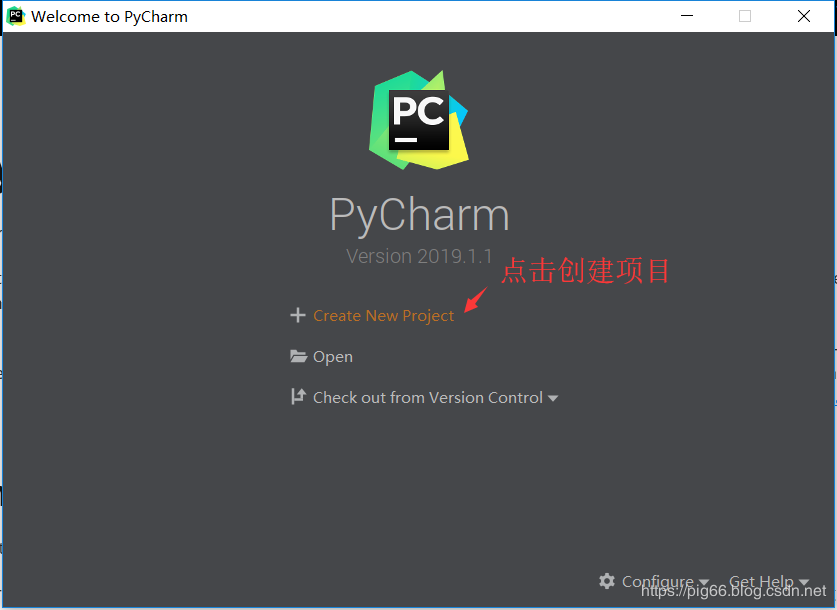 Welcome to PyCharm
PC
PyCharm
Version 2019.1.1
点击创建项目
Create New Project
Open
Check out from Version Control
Configure
Get Help
https://pig66.blog.csdn.net